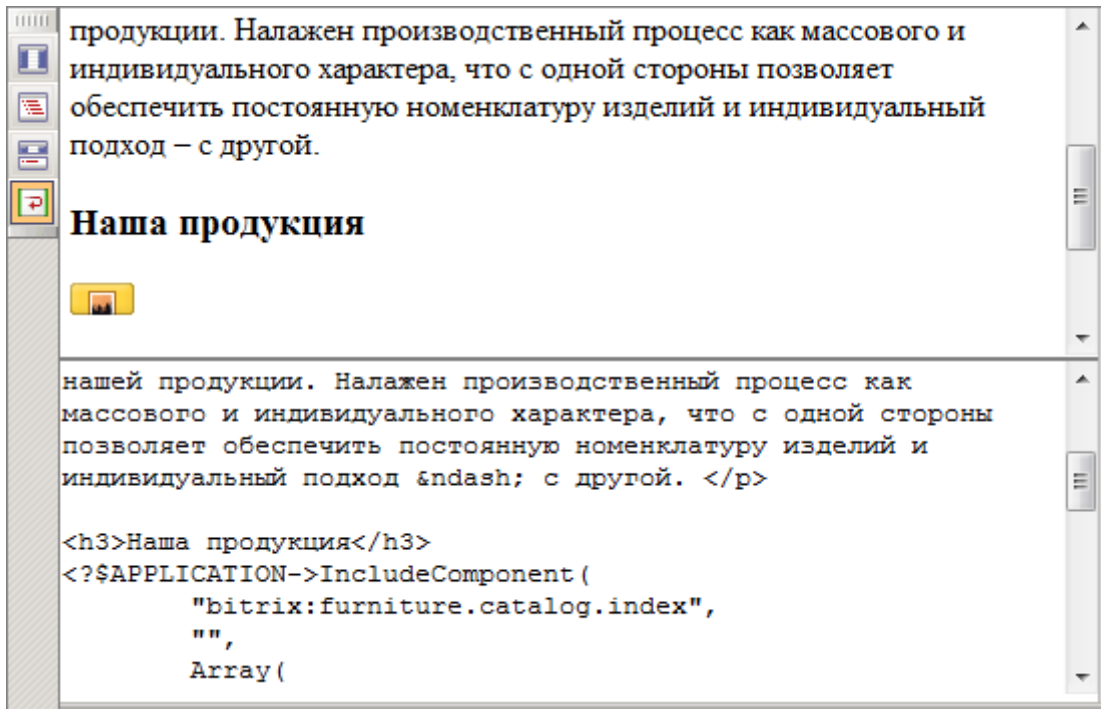 продукции. Налажен производственный процесс как массового и
индивидуального характера, что с одной стороны позволяет
обеспечить постоянную номенклатуру изделий и индивидуальный
подход – с другой.
Наша продукция
нашей продукции. Налажен производственный процесс как
массового и индивидуального характера, что с одной стороны
позволяет обеспечить постоянную номенклатуру изделий и
индивидуальный подход &ndash; с другой. </p>
<h3>Наша продукция</h3>
<?$APPLICATION->IncludeComponent(
"bitrix:furniture.catalog.index",
"",
Array(